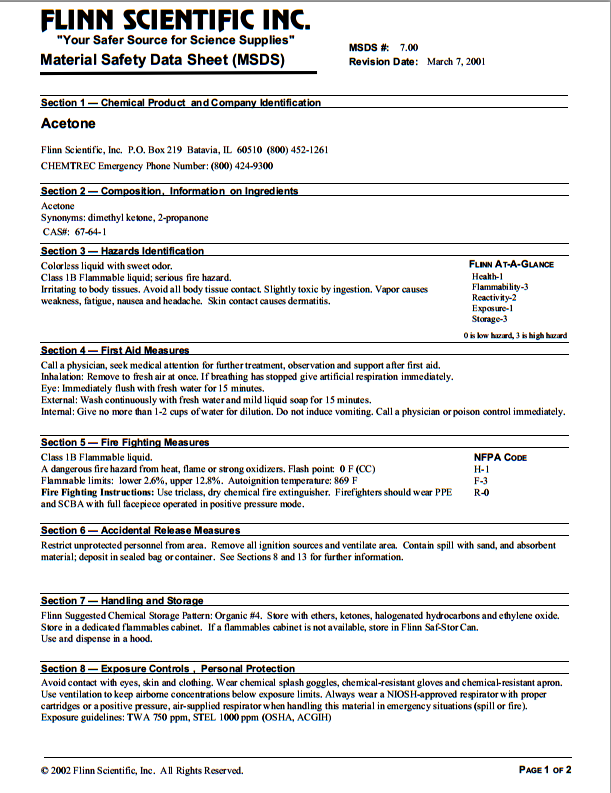 FLINN SCIENTIFIC INC.
"Your Safer Source for Science Supplies"
Material Safety Data Sheet (MSDS)
MSDS #: 7.00
Revision Date: March 7, 2001
Section 1 — Chemical Product and Company Identification
Acetone
Flinn Scientific, Inc. P.O. Box 219 Batavia, IL 60510 (800) 452-1261
CHEMTREC Emergency Phone Number: (800) 424-9300
Section 2 — Composition, Information on Ingredients
Acetone
Synonyms: dimethyl ketone, 2-propanone
CAS#: 67-64-1
Section 3 — Hazards Identification
Colorless liquid with sweet odor.
Class 1B Flammable liquid; serious fire hazard.
Irritating to body tissues. Avoid all body tissue contact. Slightly toxic by ingestion. Vapor causes
weakness, fatigue, nausea and headache. Skin contact causes dermatitis.
FLINN AT-A-GLANCE
Health-1
Flammability-3
Reactivity-2
Exposure-1
Storage-3
0 is low hazard, 3 is high hazard
Section 4 — First Aid Measures
Call a physician, seek medical attention for further treatment, observation and support after first aid.
Inhalation: Remove to fresh air at once. If breathing has stopped give artificial respiration immediately.
Eye: Immediately flush with fresh water for 15 minutes.
External: Wash continuously with fresh water and mild liquid soap for 15 minutes.
Internal: Give no more than 1-2 cups of water for dilution. Do not induce vomiting. Call a physician or poison control immediately.
Section 5 — Fire Fighting Measures
Class 1B Flammable liquid.
A dangerous fire hazard from heat, flame or strong oxidizers. Flash point: 0 F (CC)
Flammable limits: lower 2.6%, upper 12.8%. Autoignition temperature: 869 F
Fire Fighting Instructions: Use triclass, dry chemical fire extinguisher. Firefighters should wear PPE
and SCBA with full facepiece operated in positive pressure mode.
NFPA CODE
H-1
F-3
R-0
Section 6 — Accidental Release Measures
Restrict unprotected personnel from area. Remove all ignition sources and ventilate area. Contain spill with sand, and absorbent
material; deposit in sealed bag or container. See Sections 8 and 13 for further information.
Section 7 — Handling and Storage
Flinn Suggested Chemical Storage Pattern: Organic #4. Store with ethers, ketones, halogenated hydrocarbons and ethylene oxide.
Store in a dedicated flammables cabinet. If a flammables cabinet is not available, store in Flinn Saf-Stor Can.
Use and dispense in a hood.
Section 8 — Exposure Controls , Personal Protection
Avoid contact with eyes, skin and clothing. Wear chemical splash goggles, chemical-resistant gloves and chemical-resistant apron.
Use ventilation to keep airborne concentrations below exposure limits. Always wear a NIOSH-approved respirator with proper
cartridges or a positive pressure, air-supplied respirator when handling this material in emergency situations (spill or fire).
Exposure guidelines: TWA 750 ppm, STEL 1000 ppm (OSHA, ACGIH)
© 2002 Flinn Scientific, Inc. All Rights Reserved.
PAGE 1 OF 2